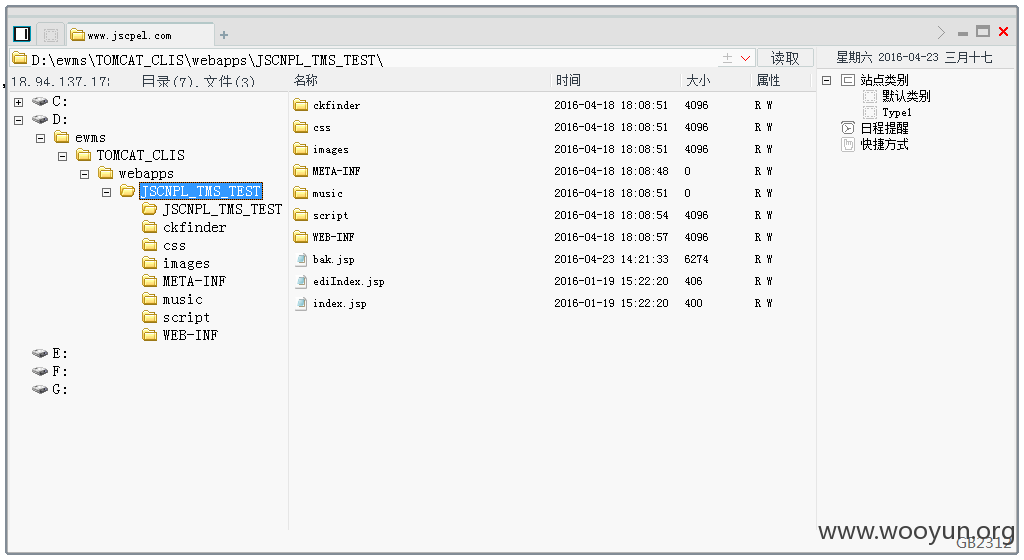 www.jscpel.com
D:\ewms\TOMCAT_CLIS\webapps\JSCNPL_TMS_TEST\
读取
星期六 2016-04-23 三月十七
目录(7),文件(3)
名称 时间 大小 属性
C:
D:
ewms
TOMCAT_CLIS
webapps
JSCNPL_TMS_TEST
JSCNPL_TMS_TEST
ckfinder
css
images
META-INF
music
script
WEB-INF
E:
F:
G:
ckfinder 2016-04-18 18:08:51 4096 R W
css 2016-04-18 18:08:51 4096 R W
images 2016-04-18 18:08:51 4096 R W
META-INF 2016-04-18 18:08:48 0 R W
music 2016-04-18 18:08:51 0 R W
script 2016-04-18 18:08:54 4096 R W
WEB-INF 2016-04-18 18:08:57 4096 R W
bak.jsp 2016-04-23 14:21:33 6274 R W
ediIndex.jsp 2016-01-19 15:22:20 406 R W
index.jsp 2016-01-19 15:22:20 400 R W
站点类别
默认类别
Type1
日程提醒
快捷方式
www.wooyun.org
GB2312